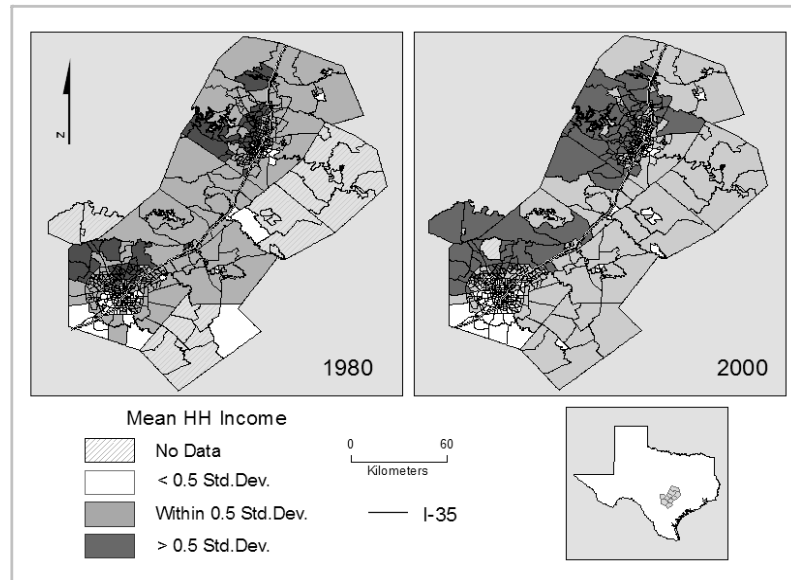 N
1980
2000
Mean HH Income
No Data
< 0.5 Std.Dev.
Within 0.5 Std.Dev.
> 0.5 Std.Dev.
0 60
Kilometers
I-35